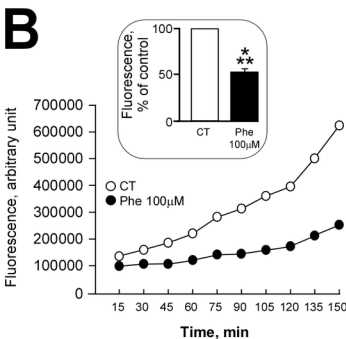 B
Fluorescence,
% of control
100
50
0
*
**
CT
Phe
100μM
Fluorescence, arbitrary unit
700000
600000
500000
400000
300000
200000
100000
0
CT
Phe 100μM
15 30 45 60 75 90 105 120 135 150
Time, min